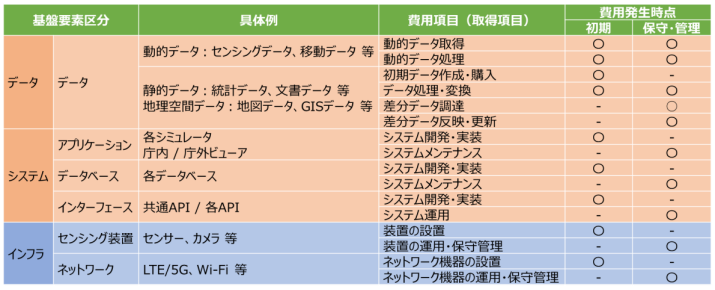 基盤要素区分 具体例 費用項目（取得項目） 費用発生時点
初期 保守・管理
データ データ 動的データ：センシングデータ、移動データ 等 動的データ取得 〇 〇
動的データ処理 〇 〇
静的データ：統計データ、文書データ 等 初期データ作成・購入 〇 -
データ処理・変換 〇 -
地理空間データ：地図データ、GISデータ 等 差分データ調達 - 〇
差分データ反映・更新 - 〇
システム アプリケーション 各シミュレータ システム開発・実装 〇 -
庁内 / 庁外ビューア システムメンテナンス - 〇
データベース 各データベース システム開発・実装 〇 -
システムメンテナンス - 〇
インターフェース 共通API / 各API システム開発・実装 〇 -
システム運用 - 〇
インフラ センシング装置 センサー、カメラ 等 装置の設置 〇 -
装置の運用・保守管理 - 〇
ネットワーク LTE/5G、Wi-Fi 等 ネットワーク機器の設置 〇 -
ネットワーク機器の運用・保守管理 - 〇